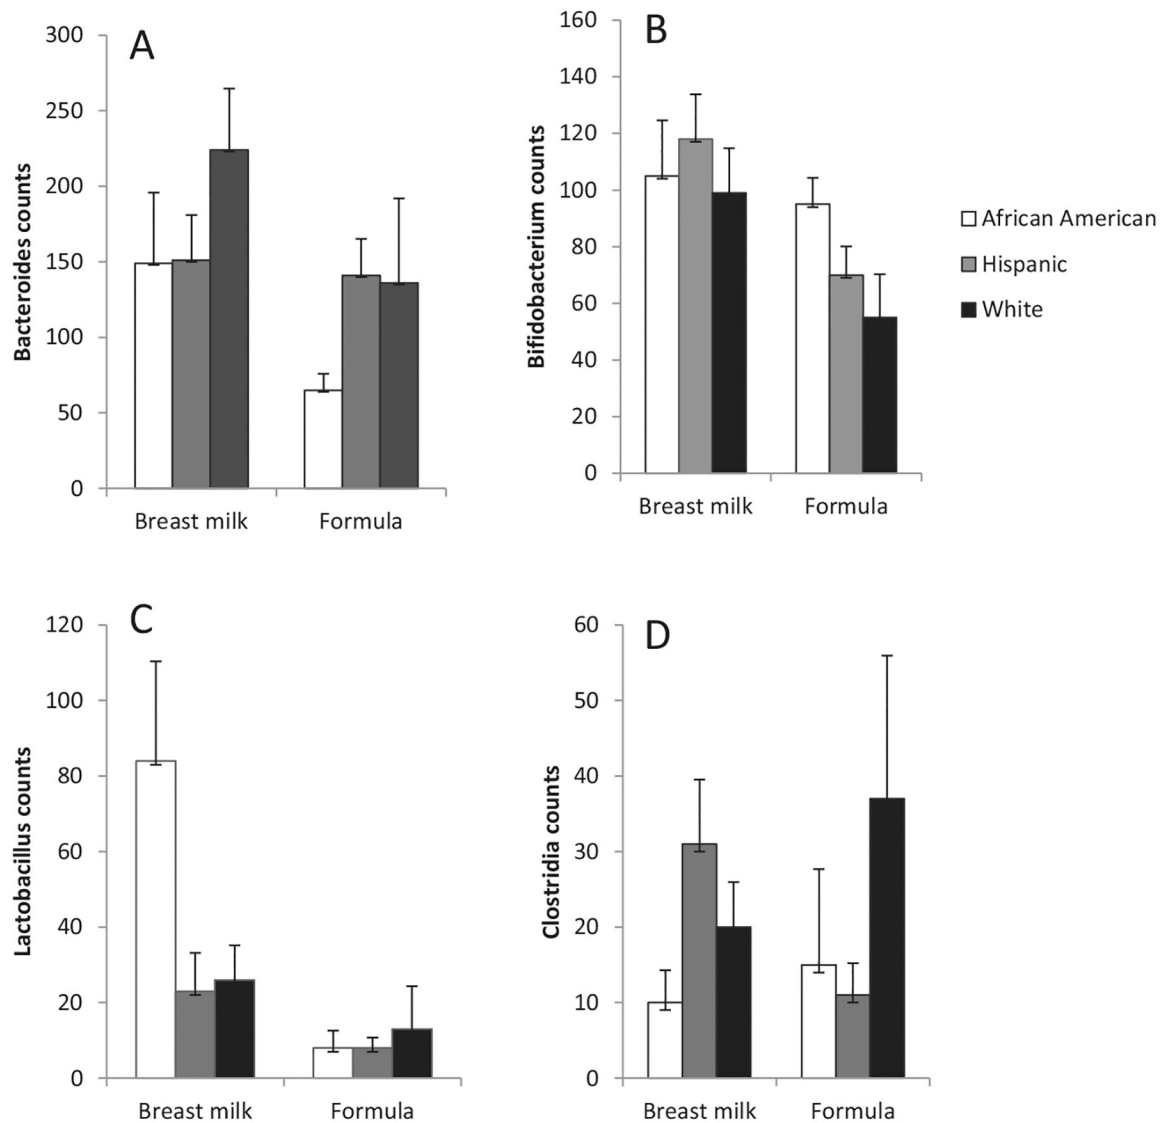 A
300
250
200
150
100
50
0
Bacteroides counts
Breast milk
Formula
B
160
140
120
100
80
60
40
20
0
Bifidobacterium counts
Breast milk
Formula
African American
Hispanic
White
C
120
100
80
60
40
20
0
Lactobacillus counts
Breast milk
Formula
D
60
50
40
30
20
10
0
Clostridia counts
Breast milk
Formula